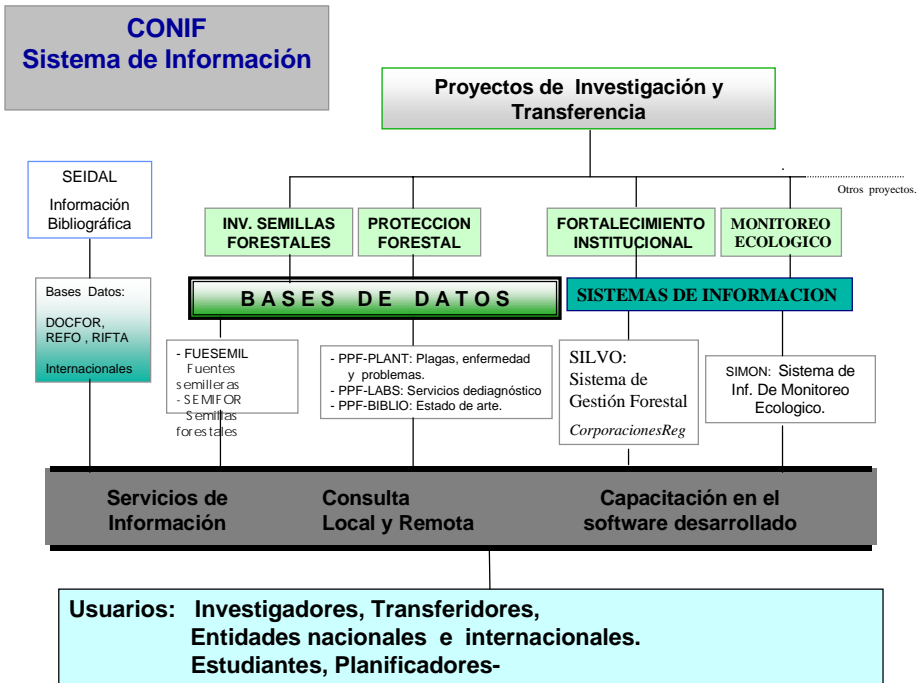 CONIF
Sistema de Información
Proyectos de Investigación y
Transferencia
Otros proyectos.
SEIDAL
Información
Bibliográfica
INV. SEMILLAS
FORESTALES
PROTECCION
FORESTAL
FORTALECIMIENTO
INSTITUCIONAL
MONITOREO
ECOLOGICO
BASES DE DATOS
SISTEMAS DE INFORMACION
Bases Datos:
DOCFOR,
REFO , RIFTA
Internacionales
- FUESEMIL
Fuentes
semilleras
- SEMIFOR
Semillas
forestales
- PPF-PLANT: Plagas, enfermedad
y problemas.
- PPF-LABS: Servicios dediagnóstico
- PPF-BIBLIO: Estado de arte.
SILVO:
Sistema de
Gestión Forestal
CorporacionesReg
SIMON: Sistema de
Inf. De Monitoreo
Ecologico.
Servicios de
Información
Consulta
Local y Remota
Capacitación en el
software desarrollado
Usuarios: Investigadores, Transferidores,
Entidades nacionales e internacionales.
Estudiantes, Planificadores-